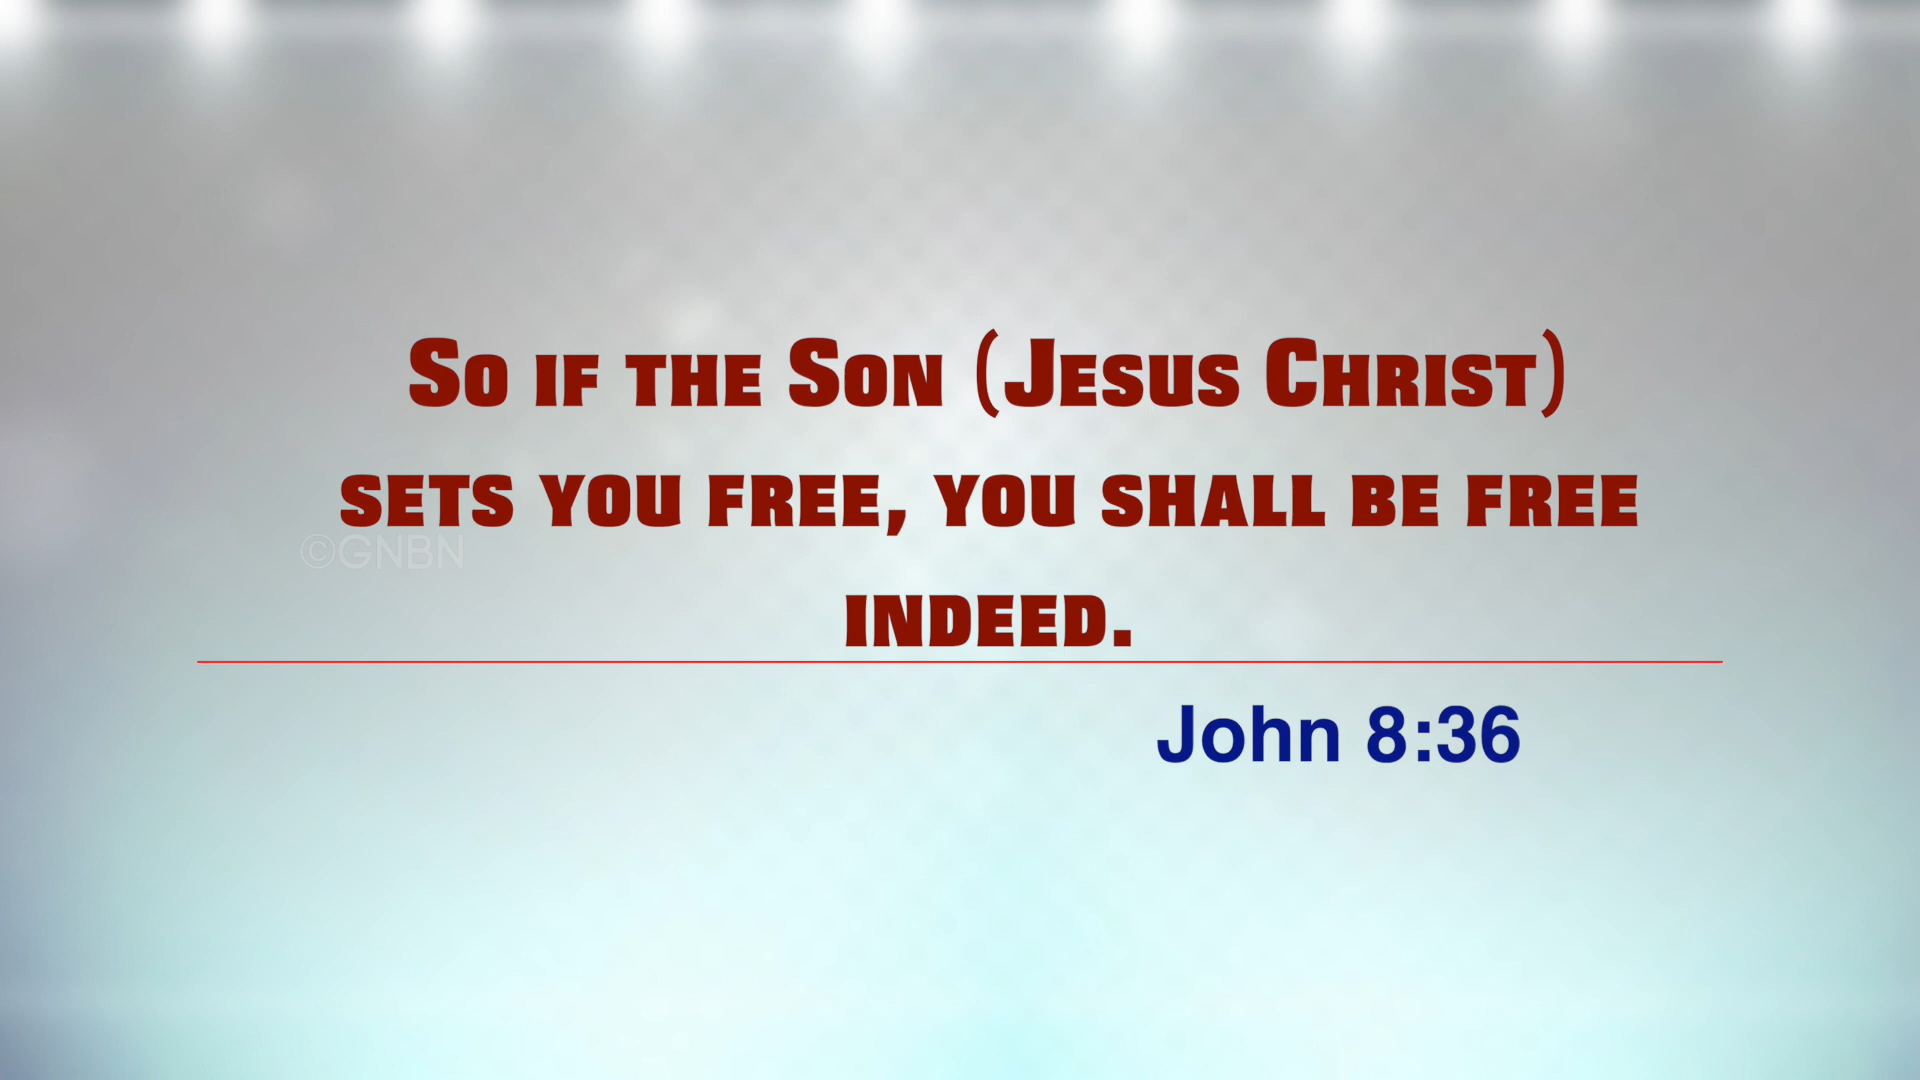 So if the Son (Jesus Christ)
sets you free, you shall be free
©GNBN
indeed.
John 8:36